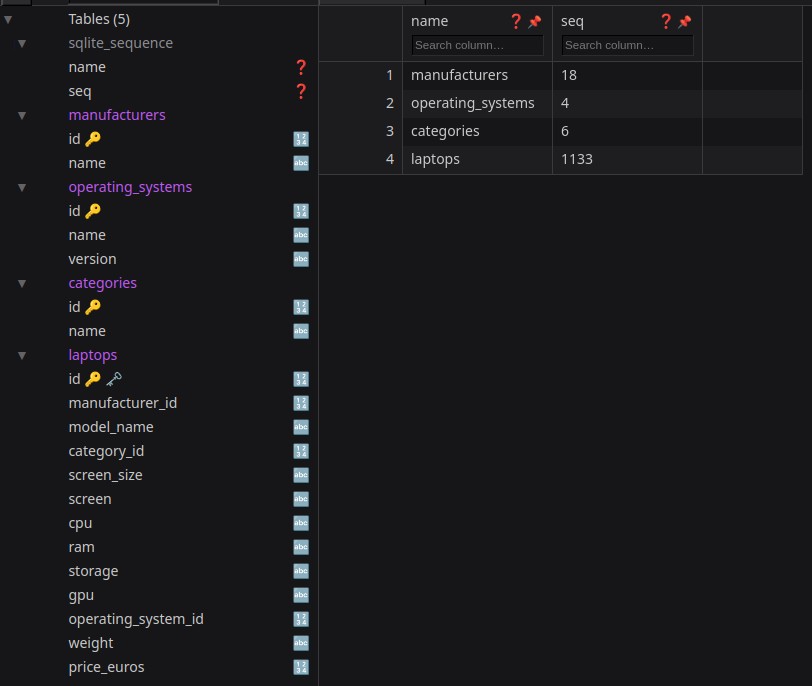 Tables (5)
sqlite_sequence
name
seq
manufacturers
id
name
operating_systems
id
name
version
categories
id
name
laptops
id
manufacturer_id
model_name
category_id
screen_size
screen
cpu
ram
storage
gpu
operating_system_id
weight
price_euros
name seq
Search column... Search column...
1 manufacturers 18
2 operating_systems 4
3 categories 6
4 laptops 1133